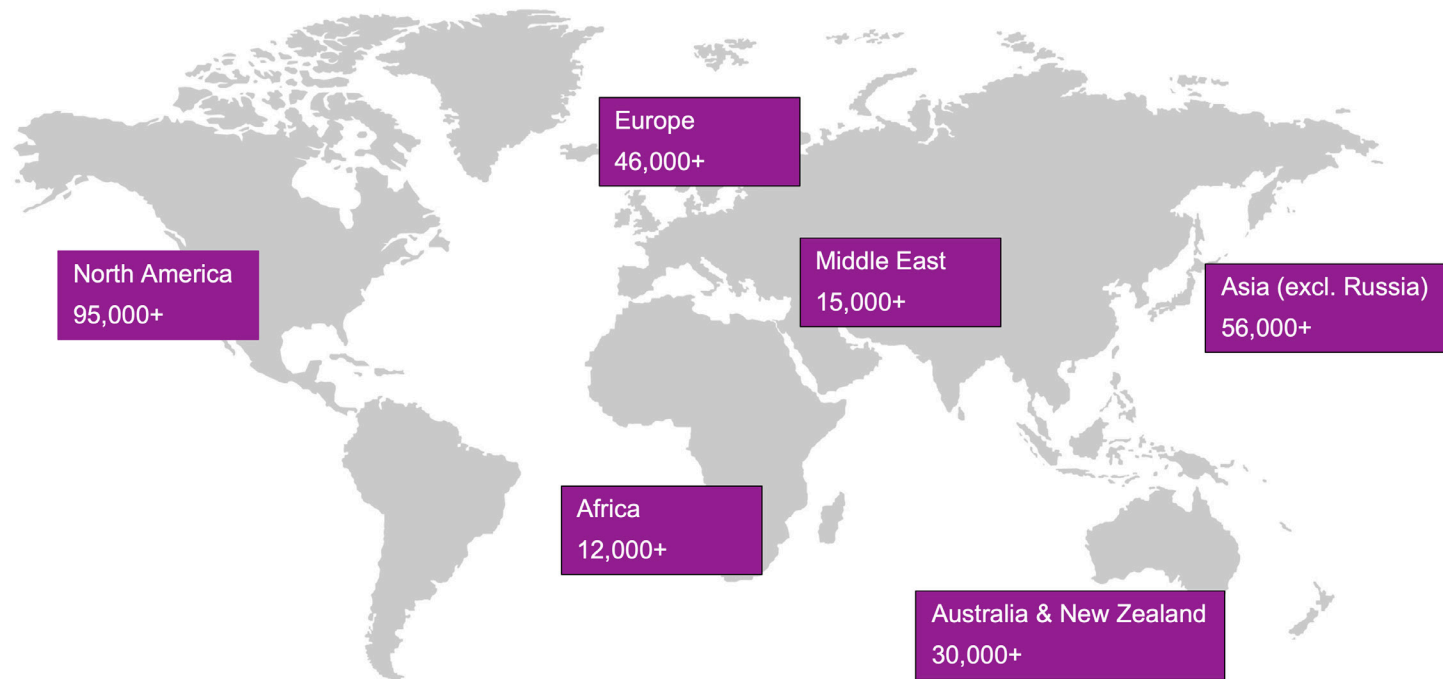 Europe
46,000+
North America
95,000+
Middle East
15,000+
Asia (excl. Russia)
56,000+
Africa
12,000+
Australia & New Zealand
30,000+